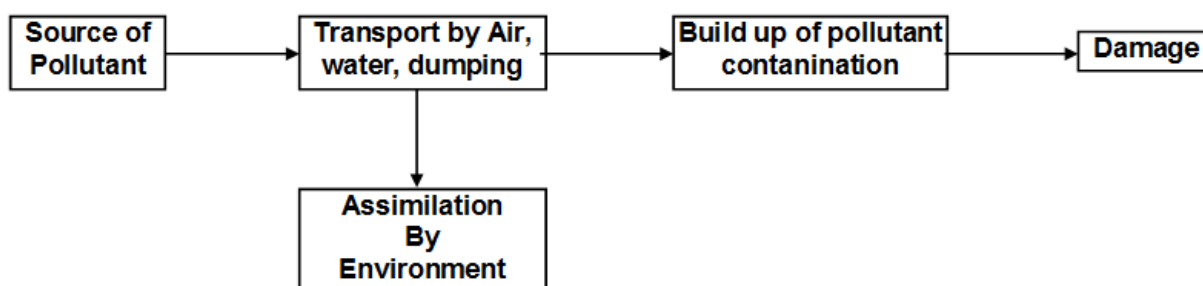 Source of
Pollutant
Transport by Air,
water, dumping
Build up of pollutant
contanination
Damage
Assimilation
By
Environment